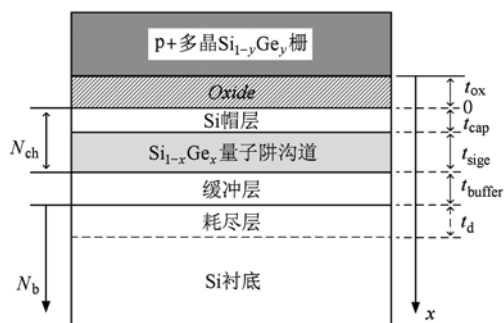 p+多晶Si₁₋yGey栅
Oxide
tox
0
Si帽层
tcap
Nch
Si₁₋ₓGeₓ量子阱沟道
tsige
缓冲层
tbuffer
耗尽层
td
Nb
Si衬底
x